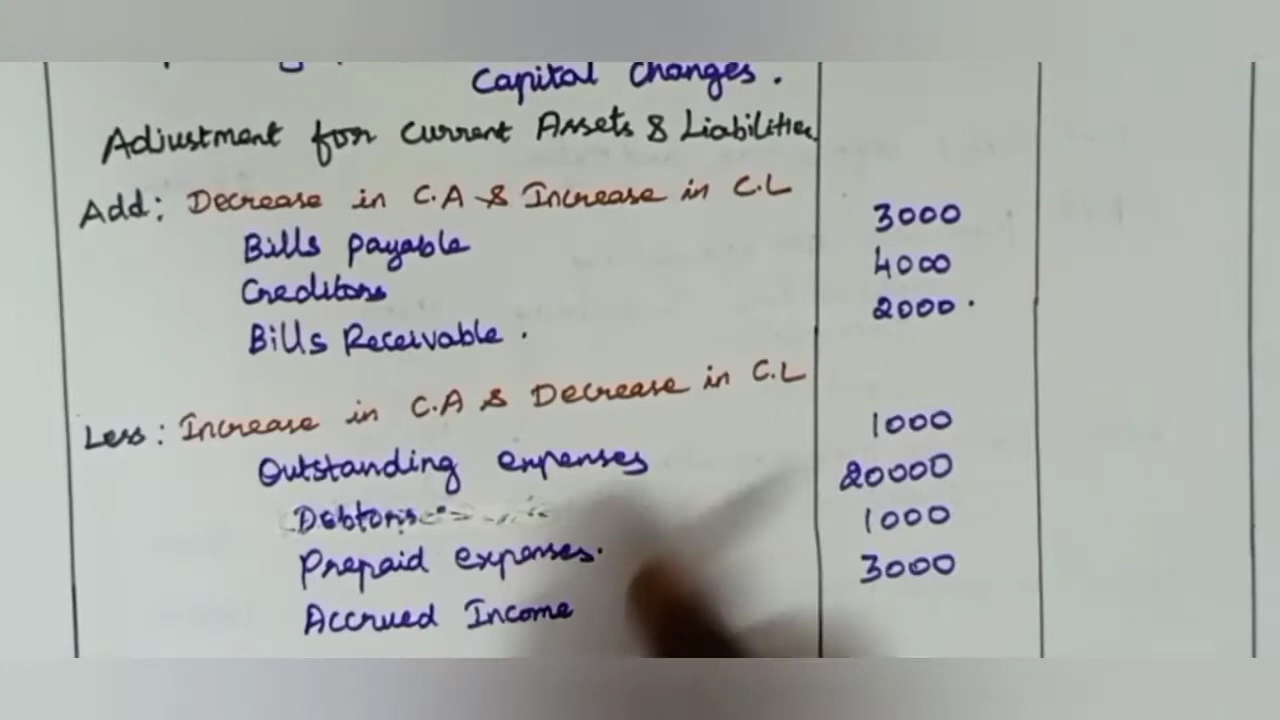 Capital Changes.
Adjustment for Current Assets & Liabilities
Add: Decrease in C.A & Increase in C.L
Bills payable 3000
Creditors 4000
Bills Receivable. 2000.
Less: Increase in C.A & Decrease in C.L
Outstanding expenses 1000
Debtors 20000
Prepaid expenses. 1000
Accrued Income 3000